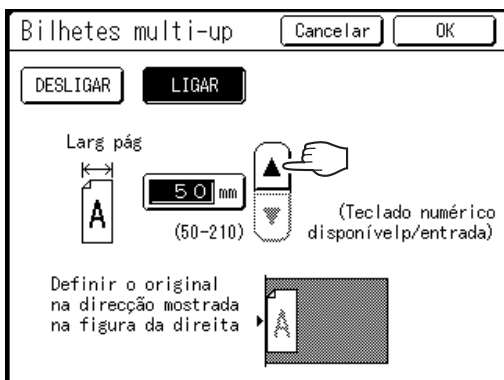 Bilhetes multi-up
Cancelar
OK
DESLIGAR
LIGAR
Larg pág
A
50 mm
(50-210)
(Teclado numérico
disponívelp/entrada)
Definir o original
na direcção mostrada
na figura da direita
A